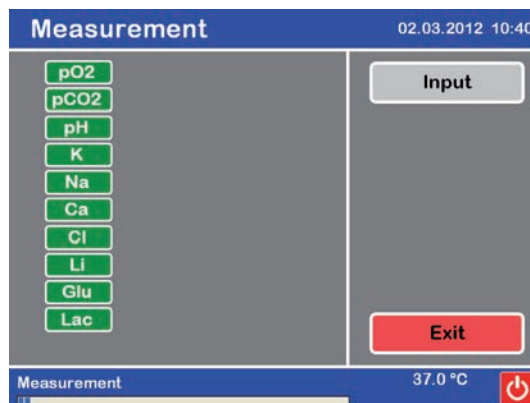 Measurement 02.03.2012 10:40
pO2
pCO2
pH
K
Na
Ca
Cl
Li
Glu
Lac
Input
Exit
Measurement 37.0 °C